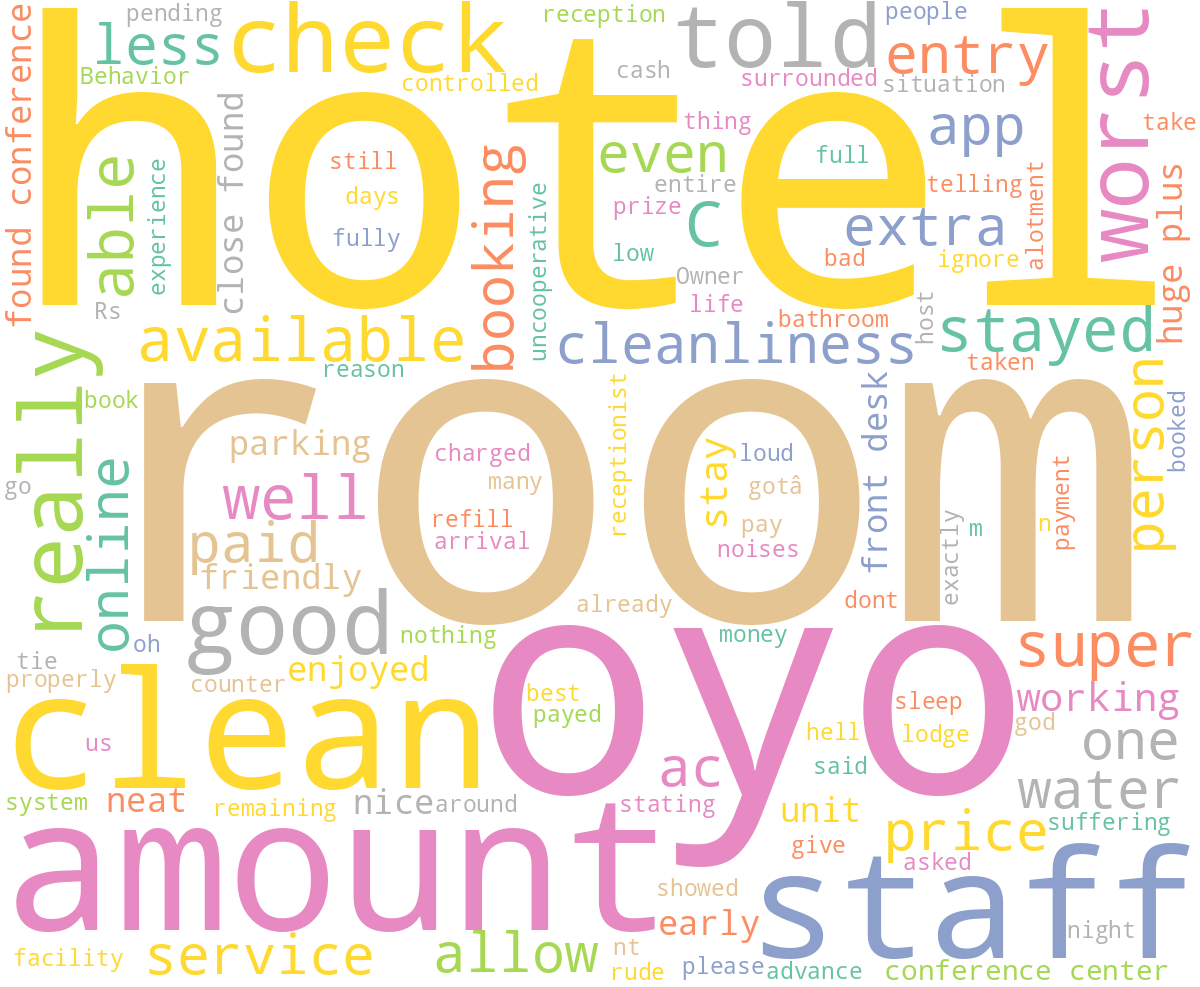 pending
reception
people
less
check
told
entry
worst
found conference
Behavior
controlled
cash
surrounded
situation
hotel
thing
app
take
close found
still
booking
even
full
able
experience
days
uncooperative
entire
telling
alotment
huge plus
prize
C
extra
fully
low
bad
ignore
Rs
Owner
life
bathroom
host
stayed
available
cleanliness
reason
taken
really
book
room
receptionist
front desk
person
booked
parking
charged
stay
loud
go
online
well
many
gotâ
payment
refill
paid
arrival
pay
noises
exactly
m
n
friendly
good
already
dont
oh
nothing
oyo
money
super
tie
properly
counter
enjoyed
clean
best
payed
sleep
working
us
hell
lodge
god
one
said
ac
water
system
neat
remaining
nice
around
stating
unit
price
suffering
amount
give
asked
staff
showed
early
night
facility
service
allow
nt
rude
please
advance
conference center